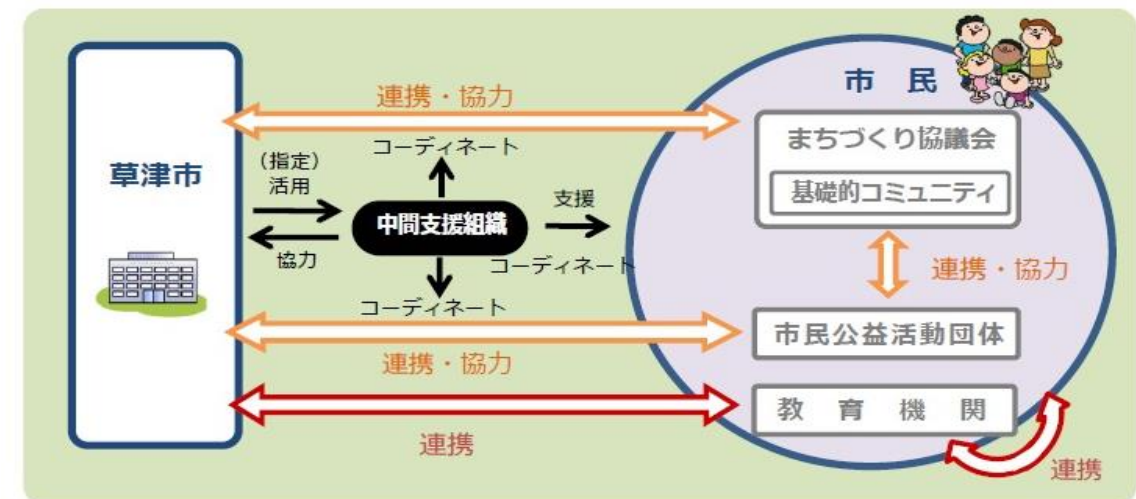 草津市
連携・協力
コーディネート
(指定)
活用
協力
中間支援組織
支援
コーディネート
コーディネート
連携・協力
連携
市 民
まちづくり協議会
基礎的コミュニティ
連携・協力
市民公益活動団体
教 育 機 関
連携